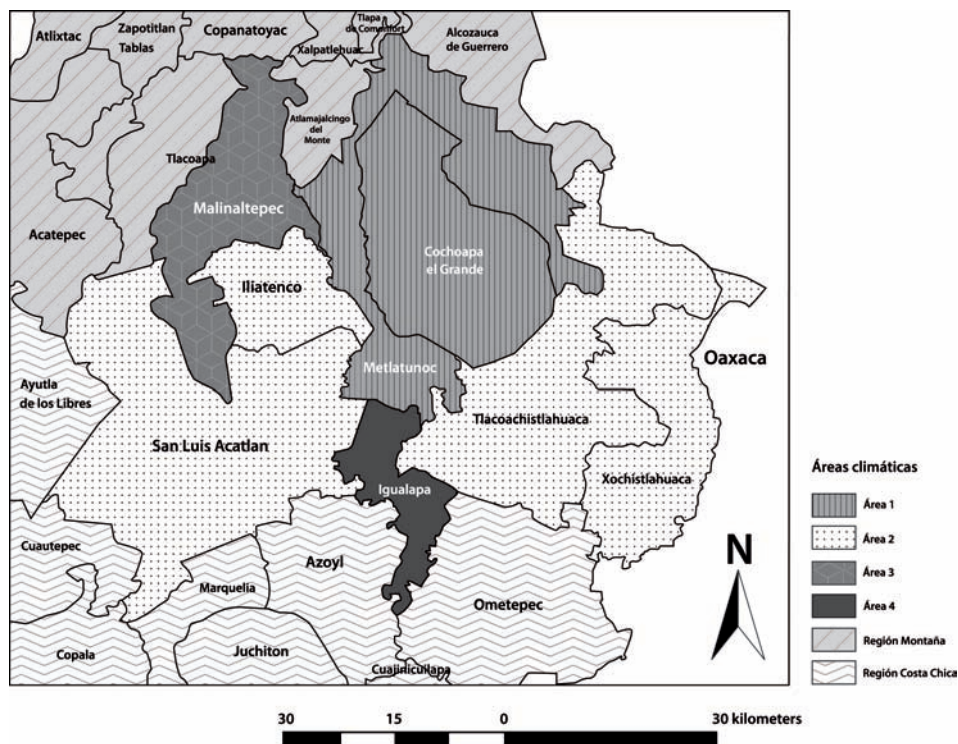 Atlixtac
Zapotitlan
Tablas
Copanatoyac
Tlapa
de Comonfort
Xalpatlehuac
Alcozauca
de Guerrero
Atlamajalcingo
del
Monte
Tlacoapa
Malinaltepec
Acatepec
Cochoapa
el Grande
Iliatenco
Oaxaca
Metlatunoc
Ayutla
de los Libres
Tlacoachistlahuaca
San Luis Acatlan
Xochistlahuaca
Igualapa
Cuautepec
Azoyl
Marquelia
Ometepec
Copala
Juchiton
Cuajinicuilapa
N
Áreas climáticas
Área 1
Área 2
Área 3
Área 4
Región Montaña
Región Costa Chica
30 15 0 30 kilometers